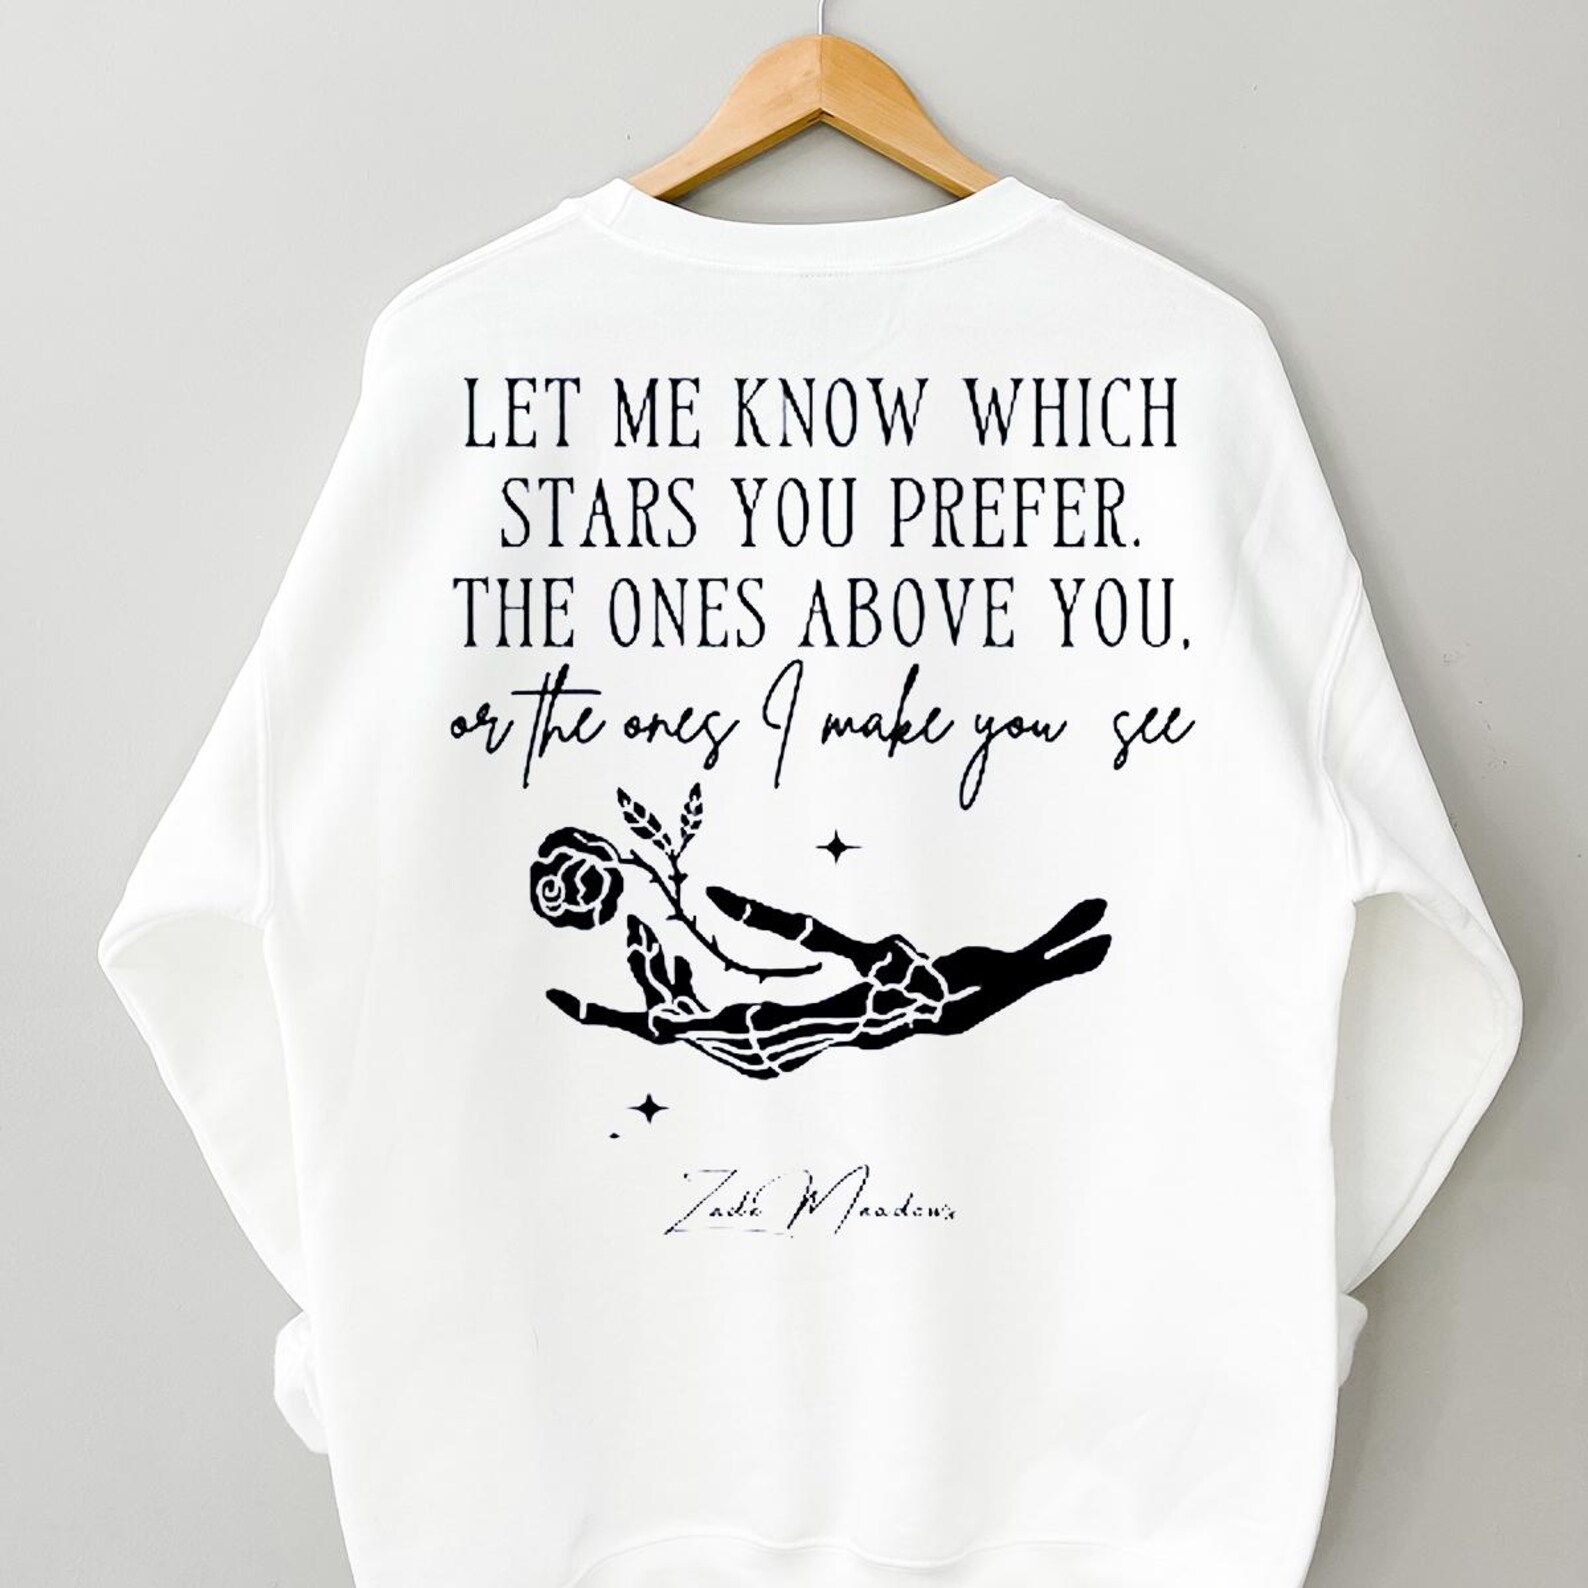 LET ME KNOW WHICH
STARS YOU PREFER.
THE ONES ABOVE YOU,
or the ones I make you see
Zade Meadows